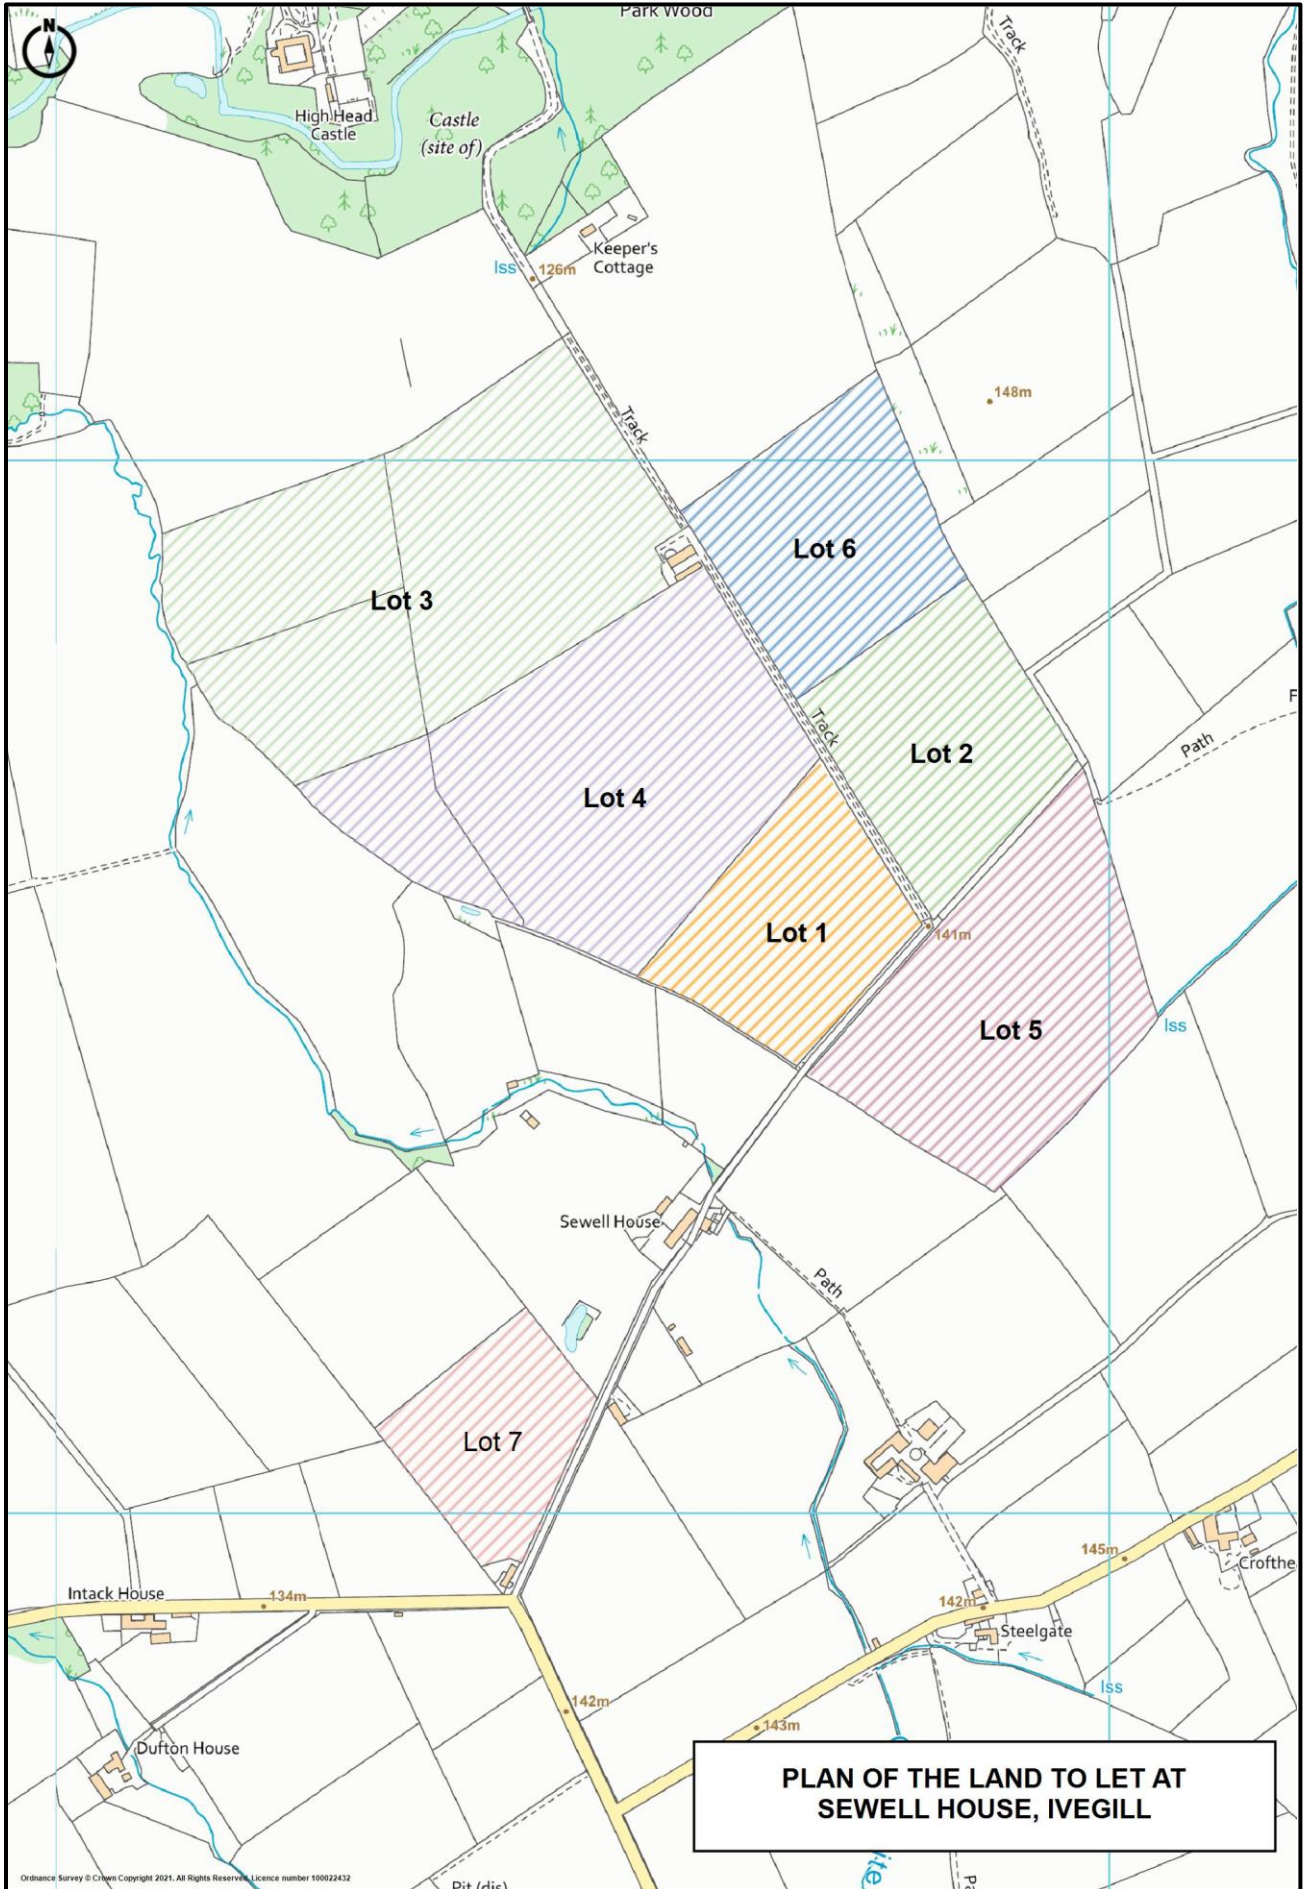 N
Park Wood
Track
High Head
Castle
Castle
(site of)
Keeper's
Cottage
Iss
126m
148m
Track
Lot 6
Lot 3
Track
Lot 2
Path
Lot 4
Lot 1
141m
Lot 5
Iss
Sewell House
Path
Lot 7
145m
Crofthe
Intack House
134m
142m
Steelgate
Iss
142m
143m
Dufton House
PLAN OF THE LAND TO LET AT
SEWELL HOUSE, IVEGILL
Ordnance Survey © Crown Copyright 2021. All Rights Reserved. Licence number 100022432
Pit (dis)